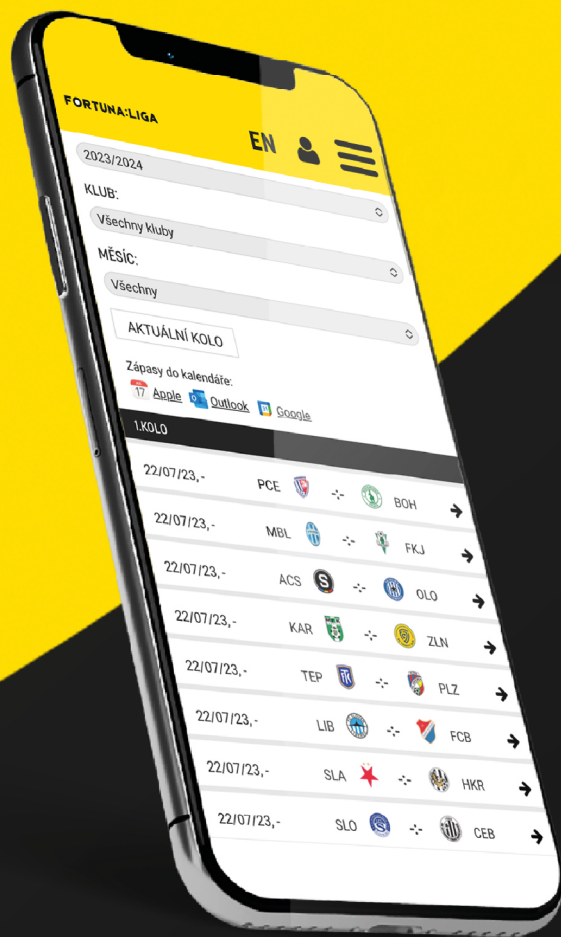 FORTUNA:LIGA
EN
2023/2024
KLUB:
Všechny kluby
MĚSÍC:
Všechny
AKTUÁLNÍ KOLO
Zápasy do kalendáře:
17 Apple Outlook Google
1.KOLO
22/07/23,- PCE -:- BOH
22/07/23,- MBL -:- FKJ
22/07/23,- ACS S -:- OLO
22/07/23,- KAR -:- ZLN
22/07/23,- TEP -:- PLZ
22/07/23,- LIB -:- FCB
22/07/23,- SLA -:- HKR
22/07/23,- SLO -:- CEB